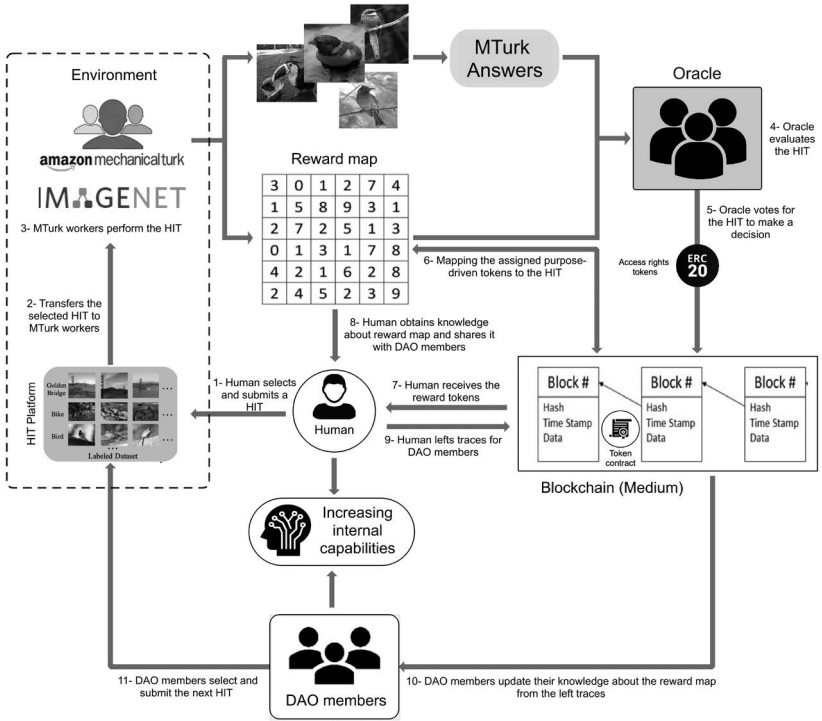 Environment
amazonmechanicalturk
IMAGENET
3- MTurk workers perform the HIT
2- Transfers the
selected HIT to
MTurk workers
HIT Platform
Golden
Bridge
...
Bike
...
Bird
...
...
Labeled Dataset
MTurk
Answers
Oracle
4- Oracle
evaluates
the HIT
5- Oracle votes for
the HIT to make a
decision
Access rights
tokens
ERC
20
Reward map
3 0 1 2 7 4
1 5 8 9 3 1
2 7 2 5 1 3
0 1 3 1 7 8
4 2 1 6 2 8
2 4 5 2 3 9
6- Mapping the assigned purpose-
driven tokens to the HIT
8- Human obtains knowledge
about reward map and shares it
with DAO members
1- Human selects
and submits a
HIT
Human
7- Human receives the
reward tokens
9- Human lefts traces for
DAO members
Block #
Hash
Time Stamp
Data
Token
contract
Block #
Hash
Time Stamp
Data
Block #
Hash
Time Stamp
Data
Blockchain (Medium)
Increasing
internal
capabilities
DAO members
11- DAO members select and
submit the next HIT
10- DAO members update their knowledge about the reward map
from the left traces